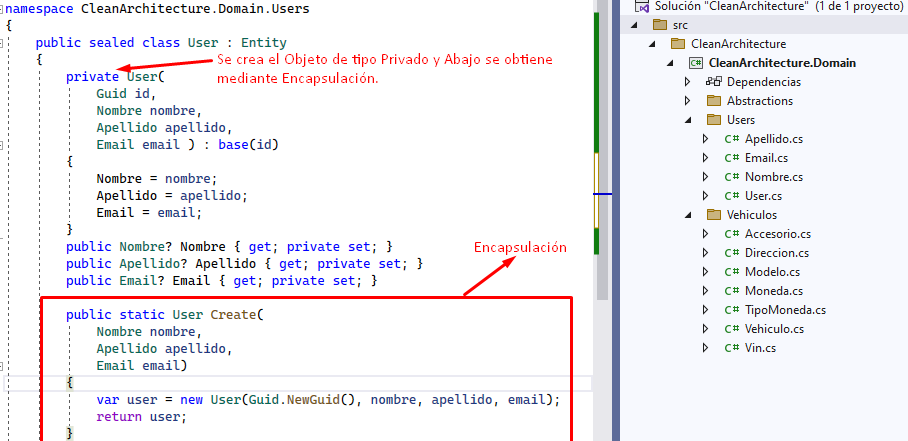 namespace CleanArchitecture.Domain.Users
{
public sealed class User : Entity
{
Se crea el Objeto de tipo Privado y Abajo se obtiene
mediante Encapsulación.
private User(
Guid id,
Nombre nombre,
Apellido apellido,
Email email ) : base(id)
{
Nombre = nombre;
Apellido = apellido;
Email = email;
}
public Nombre? Nombre { get; private set; }
public Apellido? Apellido { get; private set; }
public Email? Email { get; private set; }
Encapsulación
public static User Create(
Nombre nombre,
Apellido apellido,
Email email)
{
var user = new User(Guid.NewGuid(), nombre, apellido, email);
return user;
}
Solución "CleanArchitecture" (1 de 1 proyecto)
src
CleanArchitecture
C# CleanArchitecture.Domain
Dependencias
Abstractions
Users
C# Apellido.cs
C# Email.cs
C# Nombre.cs
C# User.cs
Vehiculos
C# Accesorio.cs
C# Direccion.cs
C# Modelo.cs
C# Moneda.cs
C# TipoMoneda.cs
C# Vehiculo.cs
C# Vin.cs